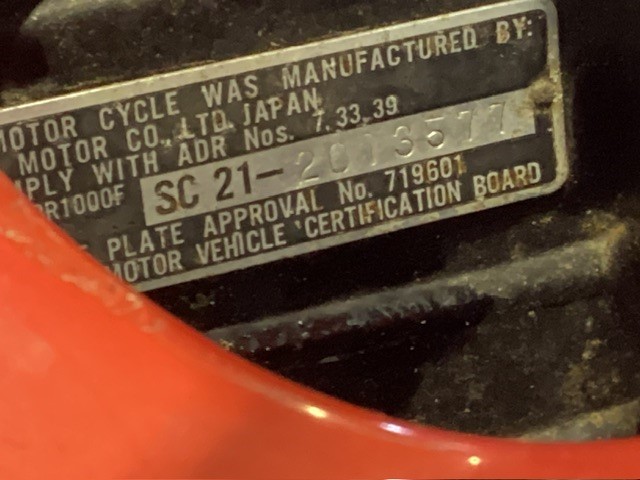 MOTOR CYCLE WAS MANUFACTURED BY:
MOTOR CO., LTD. JAPAN
WITH ADR Nos. 7.33.39
SC 21-2013577
PLATE APPROVAL No. 719601
MOTOR VEHICLE CERTIFICATION BOARD